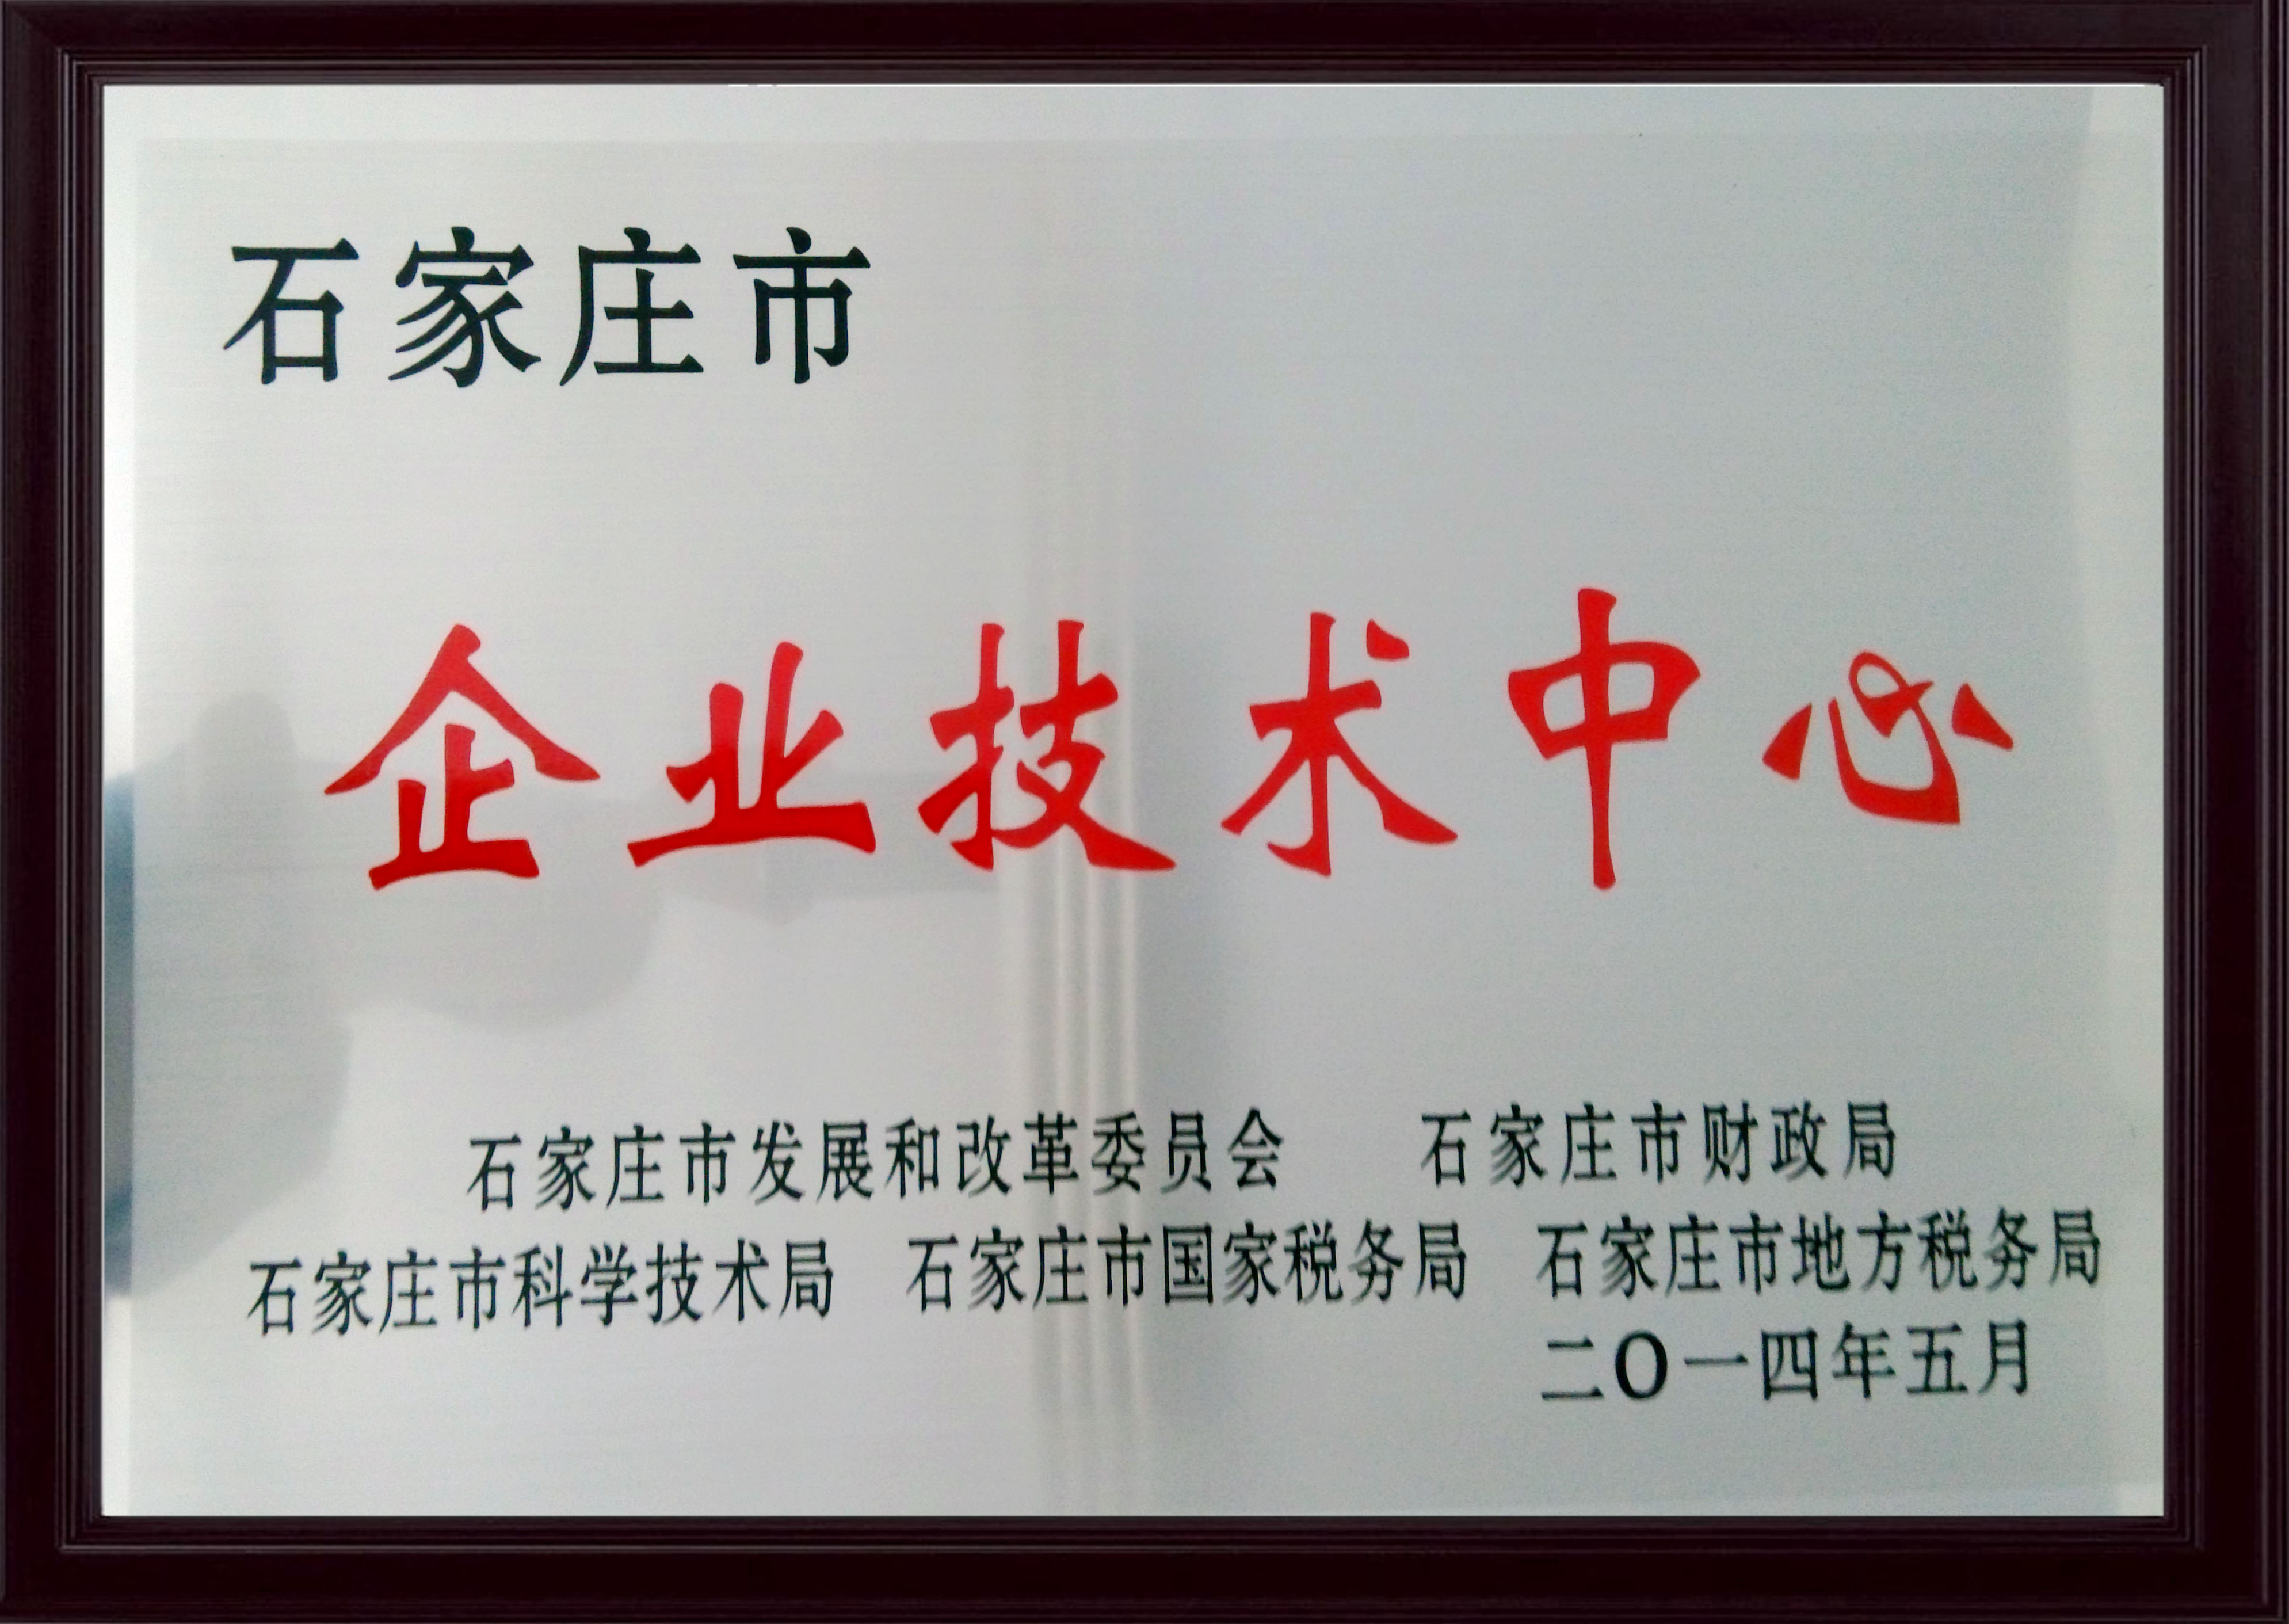 石家庄市
企业技术中心
石家庄市发展和改革委员会 石家庄市财政局
石家庄市科学技术局 石家庄市国家税务局 石家庄市地方税务局
二〇一四年五月